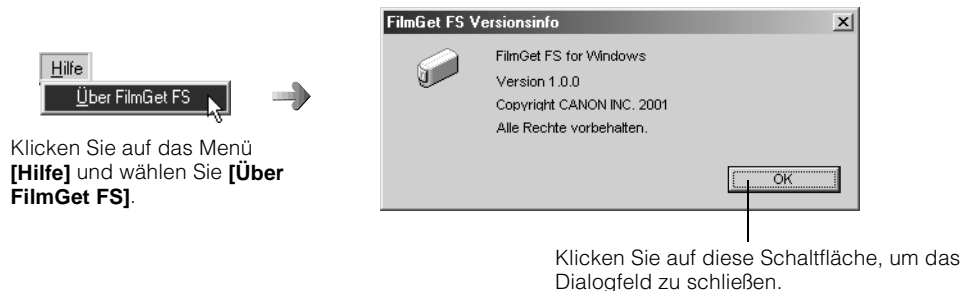 Hilfe
Über FilmGet FS
Klicken Sie auf das Menü
[Hilfe] und wählen Sie [Über
FilmGet FS].
FilmGet FS Versionsinfo
FilmGet FS for Windows
Version 1.0.0
Copyright CANON INC. 2001
Alle Rechte vorbehalten.
OK
Klicken Sie auf diese Schaltfläche, um das
Dialogfeld zu schließen.